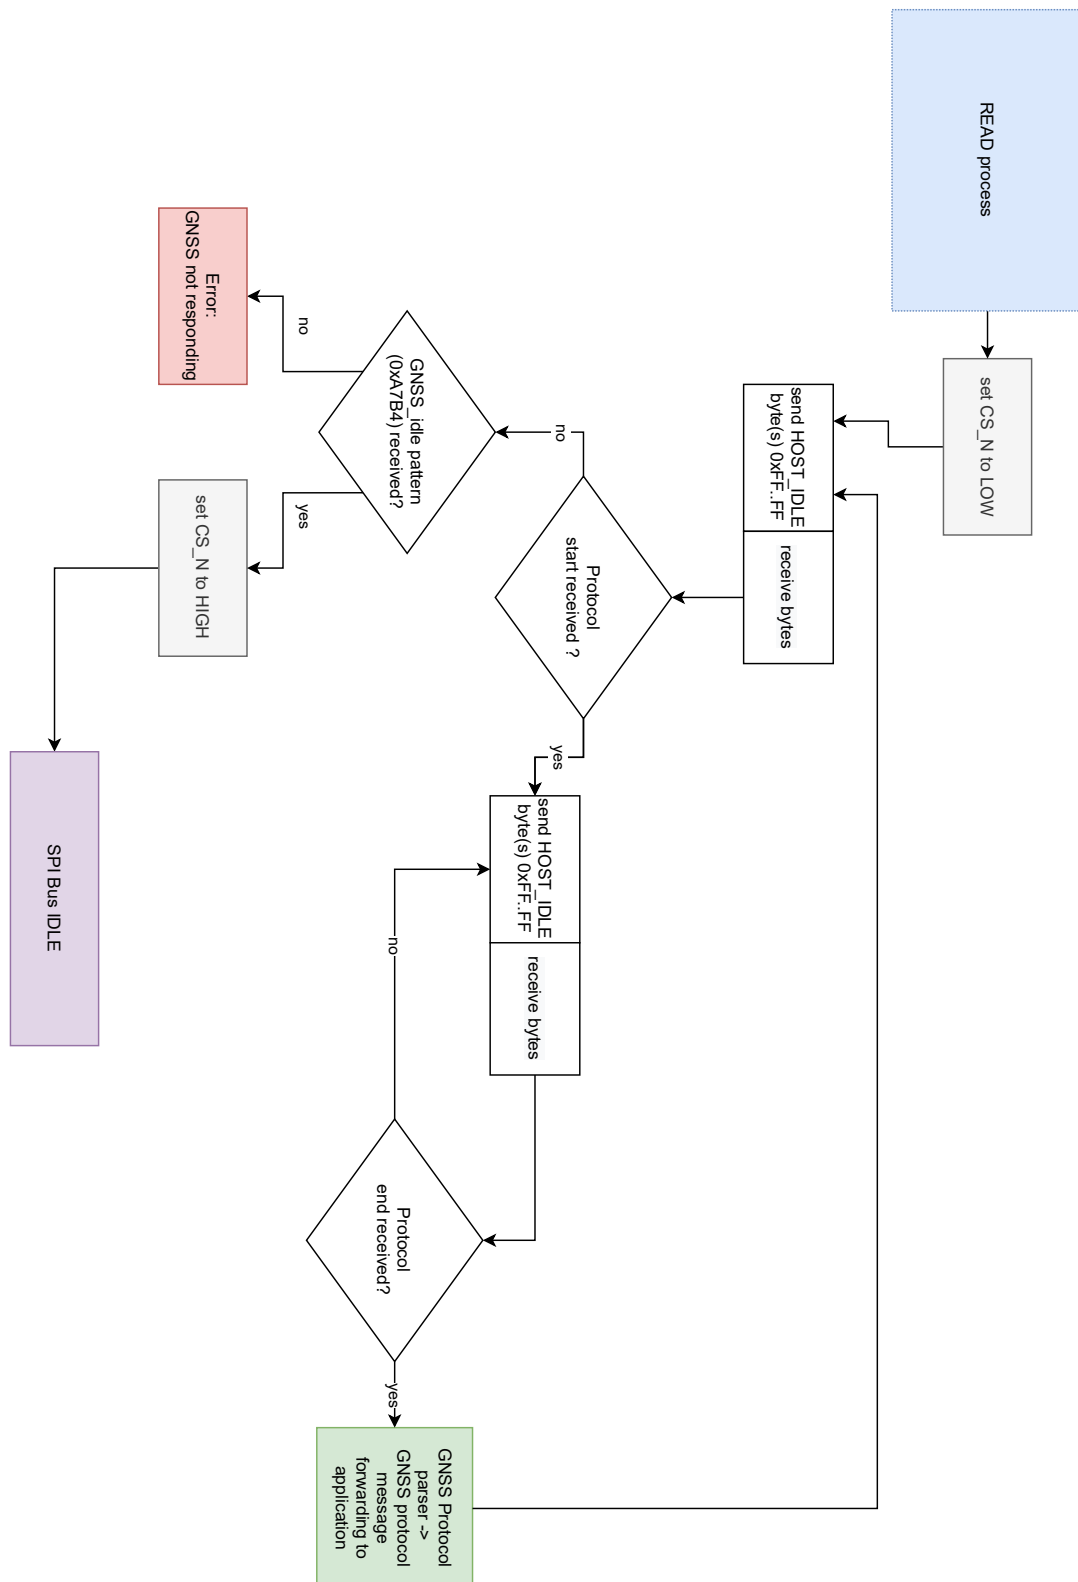 READ process
set CS_N to LOW
send HOST_IDLE
byte(s) 0xFF..FF
receive bytes
Protocol
start received ?
no
yes
GNSS_idle pattern
(0xA7B4) received?
no
yes
Error:
GNSS not responding
set CS_N to HIGH
SPI Bus IDLE
send HOST_IDLE
byte(s) 0xFF..FF
receive bytes
Protocol
end received?
no
yes
GNSS Protocol
parser ->
GNSS protocol
message
forwarding to
application